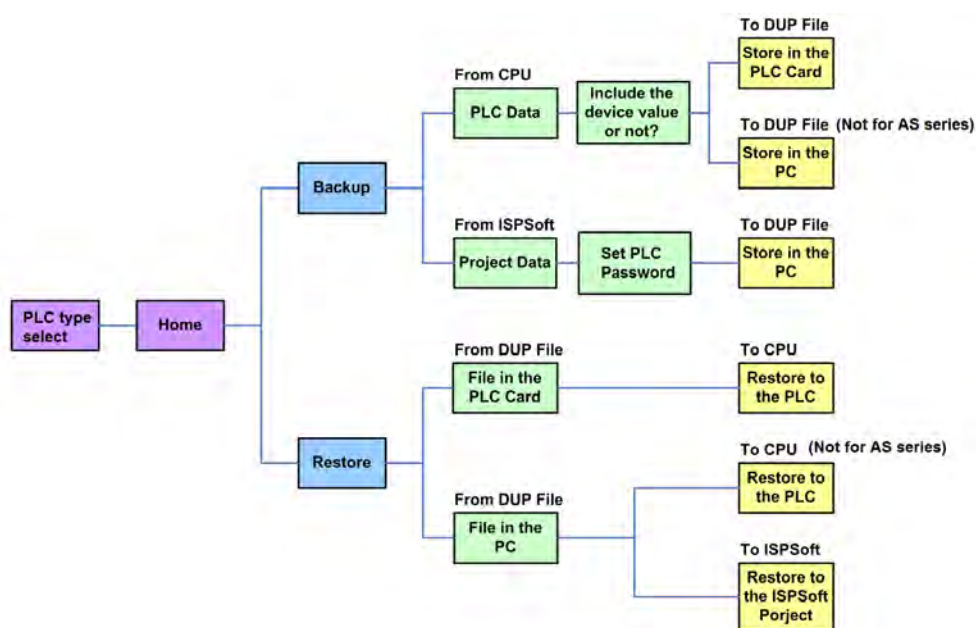 To DUP File
Store in the
PLC Card
From CPU
PLC Data
Include the
device value
or not?
To DUP File (Not for AS series)
Store in the
PC
Backup
From ISPSoft
Project Data
Set PLC
Password
To DUP File
Store in the
PC
PLC type
select
Home
From DUP File
File in the
PLC Card
To CPU
Restore to
the PLC
Restore
To CPU (Not for AS series)
Restore to
the PLC
From DUP File
File in the
PC
To ISPSoft
Restore to
the ISPSoft
Porject